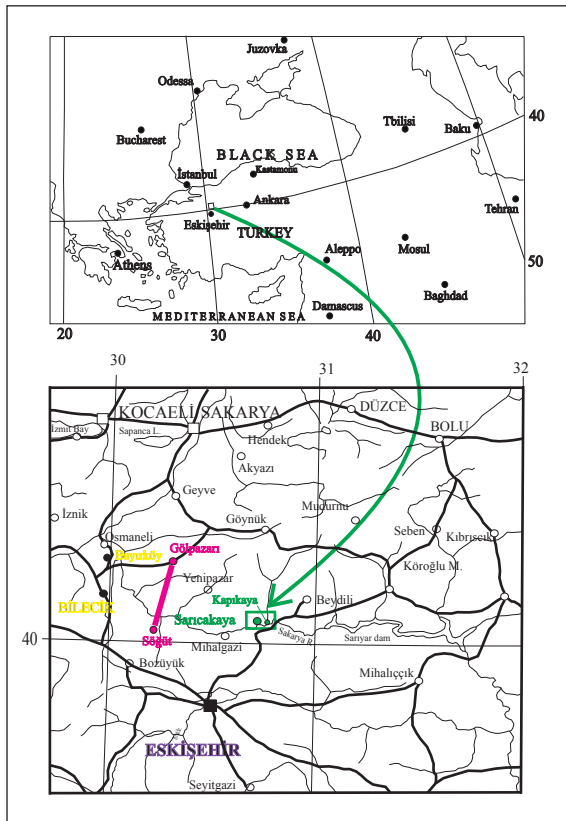 Juzovka
Odessa
40
Bucharest
Tbilisi
Baku
BLACK SEA
İstanbul
Kastamonu
Ankara
Tehran
Eskişehir
TURKEY
Athens
Aleppo
Mosul
50
Baghdad
Damascus
MEDITERRANEAN SEA
20
30
40
30
31
32
KOCAELİ
SAKARYA
DÜZCE
İzmit Bay
Sapanca L.
Hendek
BOLU
Akyazı
Geyve
İznik
Mudurnu
Göynük
Seben
Kıbrıscık
Osmaneli
Bayırköy
Gölpazarı
Köroğlu M.
Yenipazar
BİLECİK
Kapıkaya
Beydili
Sarıcakaya
40
Söğüt
Mihalgazi
Sakarya R.
Sarıyar dam
Bozüyük
Mihalıççık
ESKİŞEHİR
Seyitgazi